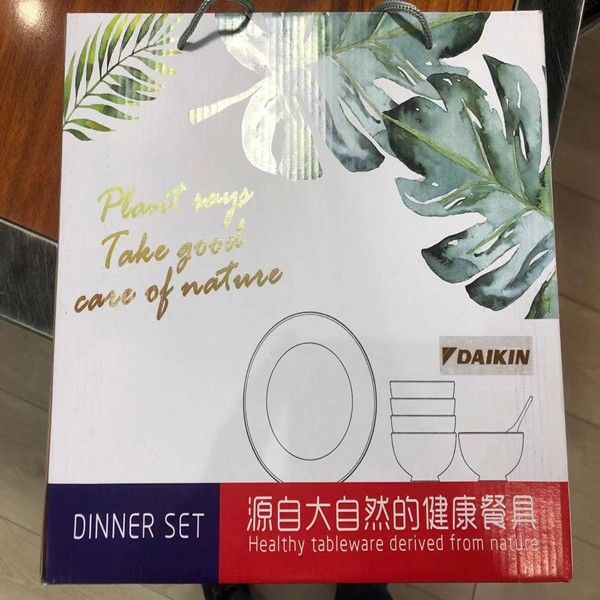 Plant says
Take good
care of nature
DAIKIN
DINNER SET
源自大自然的健康餐具
Healthy tableware derived from nature